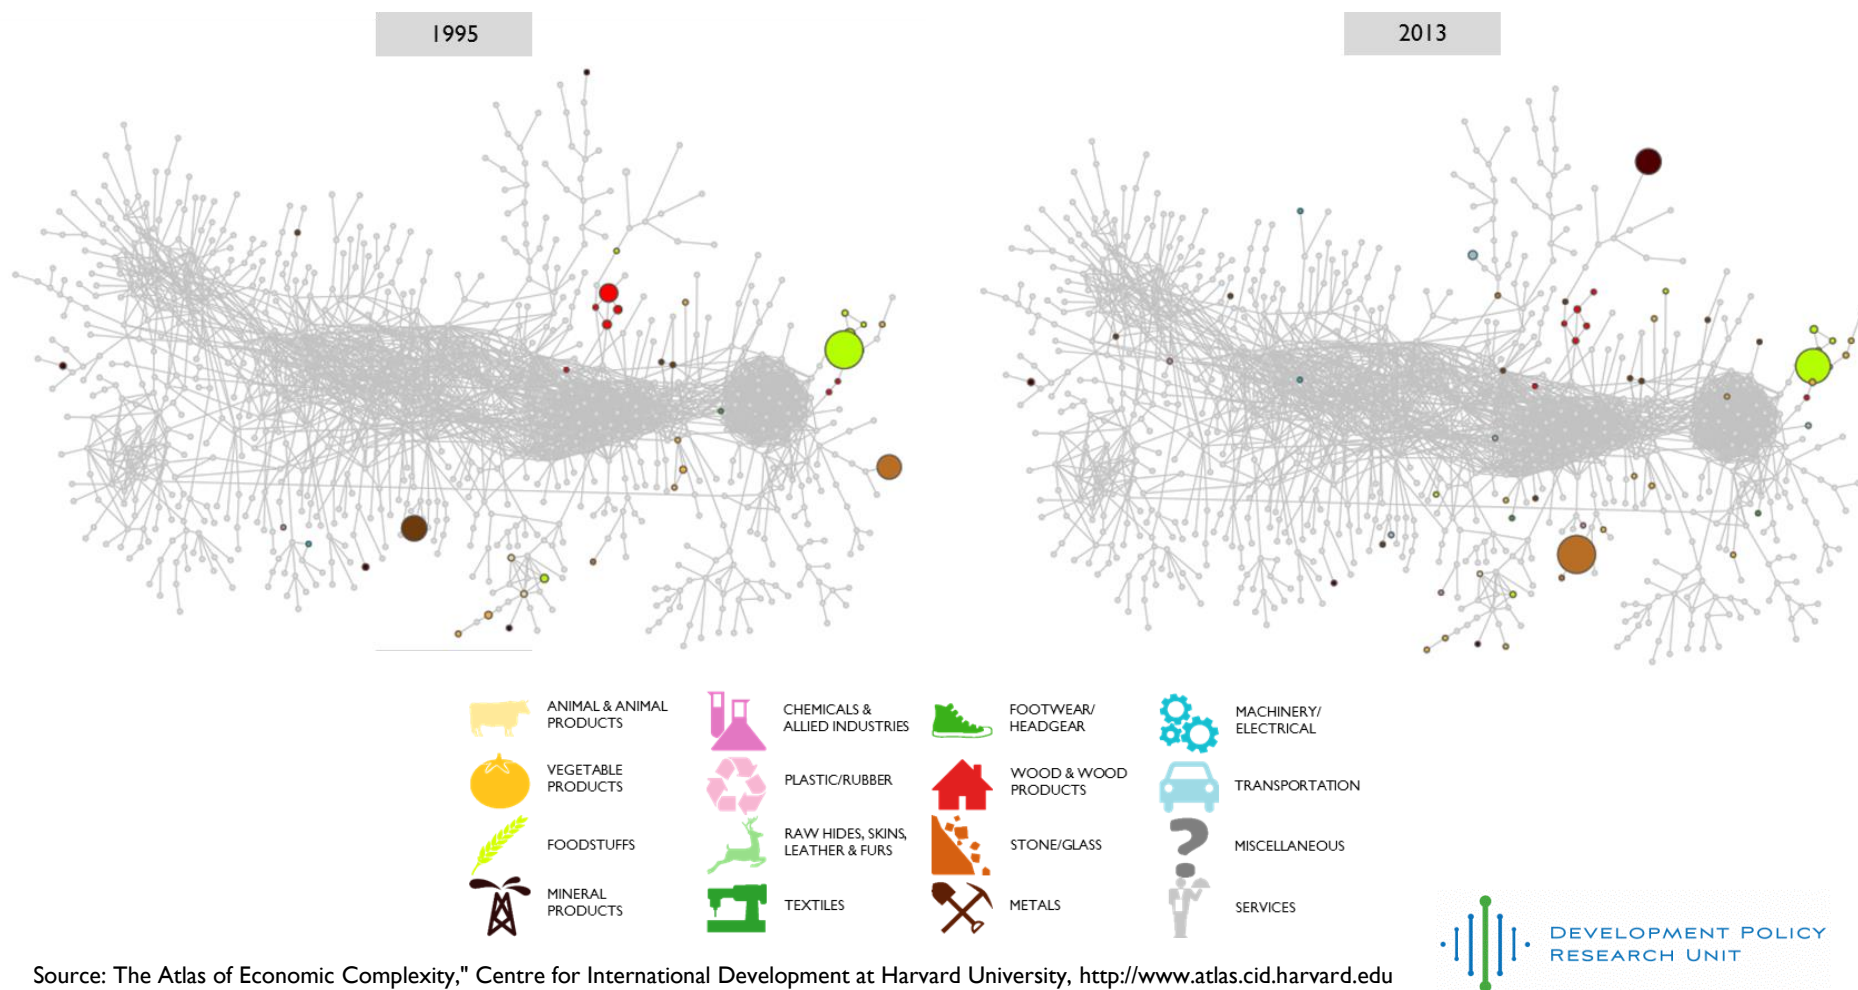 1995
2013
ANIMAL & ANIMAL
PRODUCTS
CHEMICALS &
ALLIED INDUSTRIES
FOOTWEAR/
HEADGEAR
MACHINERY/
ELECTRICAL
VEGETABLE
PRODUCTS
PLASTIC/RUBBER
WOOD & WOOD
PRODUCTS
TRANSPORTATION
FOODSTUFFS
RAW HIDES, SKINS,
LEATHER & FURS
STONE/GLASS
MISCELLANEOUS
MINERAL
PRODUCTS
TEXTILES
METALS
SERVICES
DEVELOPMENT POLICY
RESEARCH UNIT
Source: The Atlas of Economic Complexity," Centre for International Development at Harvard University, http://www.atlas.cid.harvard.edu